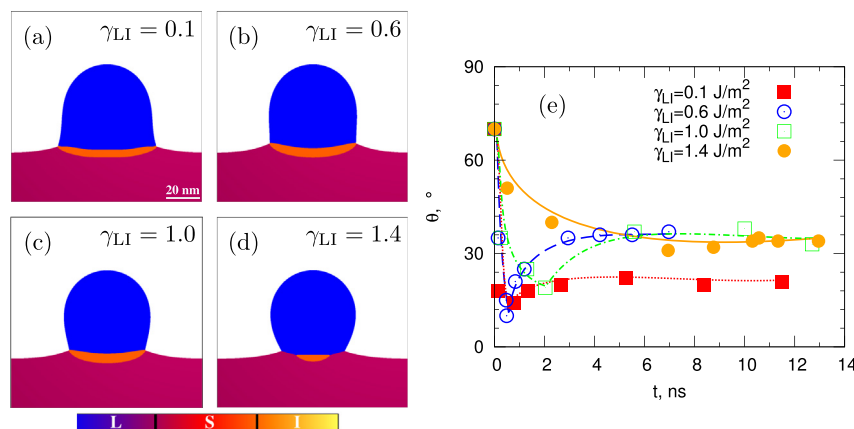 (a) γLI = 0.1
(b) γLI = 0.6
20 nm
(c) γLI = 1.0
(d) γLI = 1.4
L S I
(e)
γLI=0.1 J/m²
γLI=0.6 J/m²
γLI=1.0 J/m²
γLI=1.4 J/m²
90
60
30
0
θ, °
0 2 4 6 8 10 12 14
t, ns